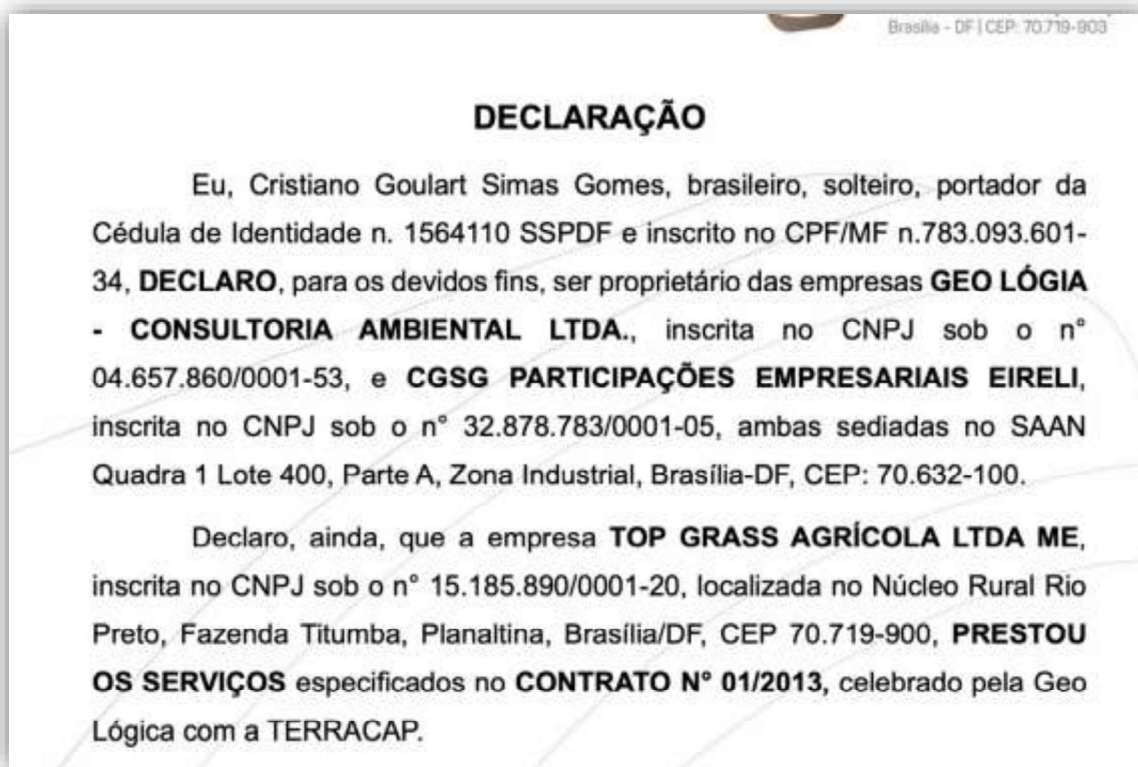 Brasília - DF | CEP: 70.719-903
DECLARAÇÃO
Eu, Cristiano Goulart Simas Gomes, brasileiro, solteiro, portador da
Cédula de Identidade n. 1564110 SSPDF e inscrito no CPF/MF n.783.093.601-
34, DECLARO, para os devidos fins, ser proprietário das empresas GEO LÓGIA
- CONSULTORIA AMBIENTAL LTDA., inscrita no CNPJ sob o n°
04.657.860/0001-53, e CGSG PARTICIPAÇÕES EMPRESARIAIS EIRELI,
inscrita no CNPJ sob o n° 32.878.783/0001-05, ambas sediadas no SAAN
Quadra 1 Lote 400, Parte A, Zona Industrial, Brasília-DF, CEP: 70.632-100.
Declaro, ainda, que a empresa TOP GRASS AGRÍCOLA LTDA ME,
inscrita no CNPJ sob o n° 15.185.890/0001-20, localizada no Núcleo Rural Rio
Preto, Fazenda Titumba, Planaltina, Brasília/DF, CEP 70.719-900, PRESTOU
OS SERVIÇOS especificados no CONTRATO N° 01/2013, celebrado pela Geo
Lógica com a TERRACAP.